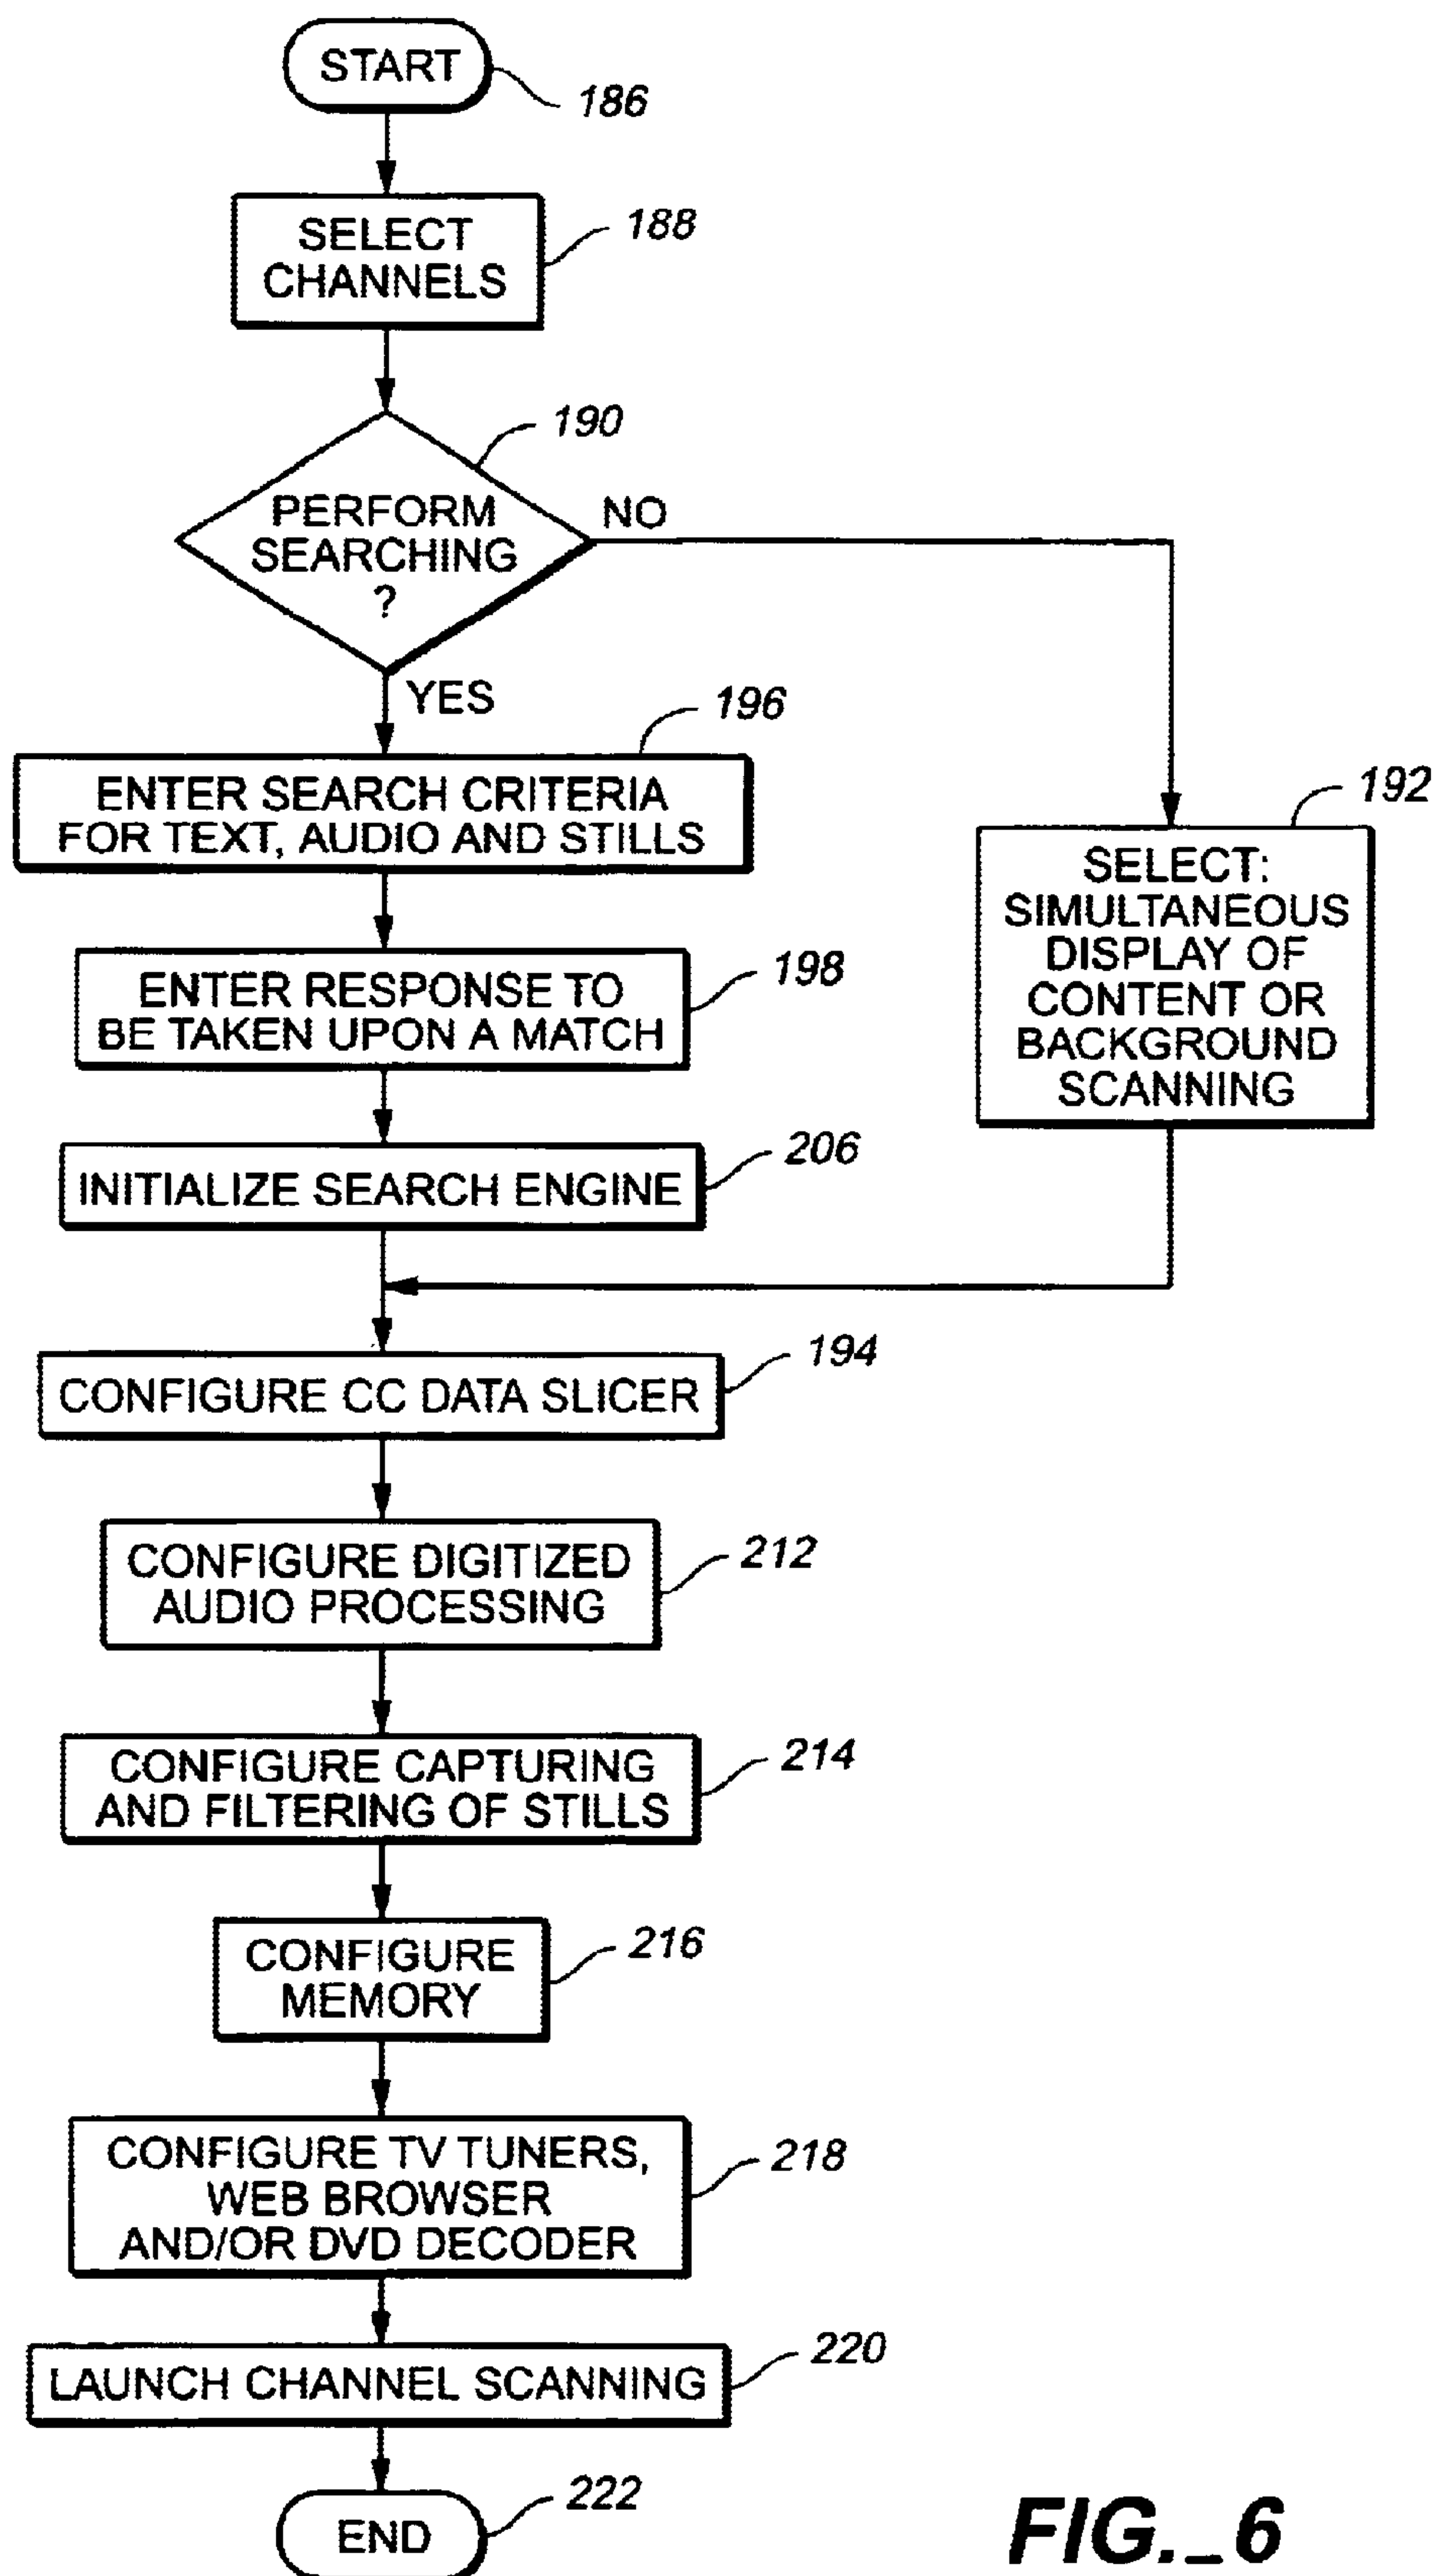 START
186
SELECT
CHANNELS
188
190
PERFORM
SEARCHING
?
NO
YES
196
ENTER SEARCH CRITERIA
FOR TEXT, AUDIO AND STILLS
192
SELECT:
SIMULTANEOUS
DISPLAY OF
CONTENT OR
BACKGROUND
SCANNING
ENTER RESPONSE TO
BE TAKEN UPON A MATCH
198
INITIALIZE SEARCH ENGINE
206
CONFIGURE CC DATA SLICER
194
CONFIGURE DIGITIZED
AUDIO PROCESSING
212
CONFIGURE CAPTURING
AND FILTERING OF STILLS
214
CONFIGURE
MEMORY
216
CONFIGURE TV TUNERS,
WEB BROWSER
AND/OR DVD DECODER
218
LAUNCH CHANNEL SCANNING
220
END
222
FIG._6